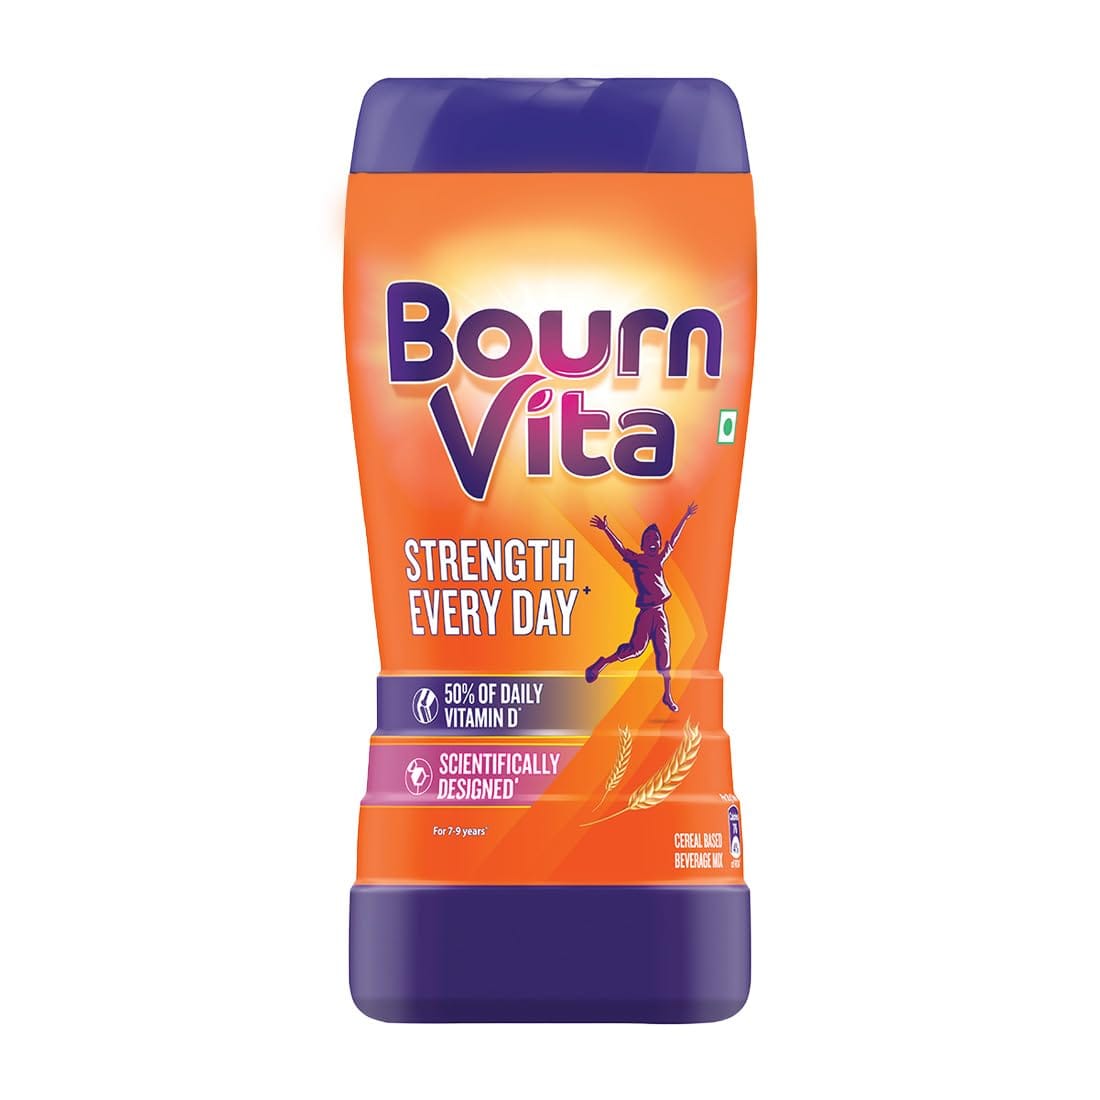 Bourn
Vita
STRENGTH
EVERY DAY+
50% OF DAILY
VITAMIN D*
SCIENTIFICALLY
DESIGNED*
For 7-9 years*
CEREAL BASED
BEVERAGE MIX